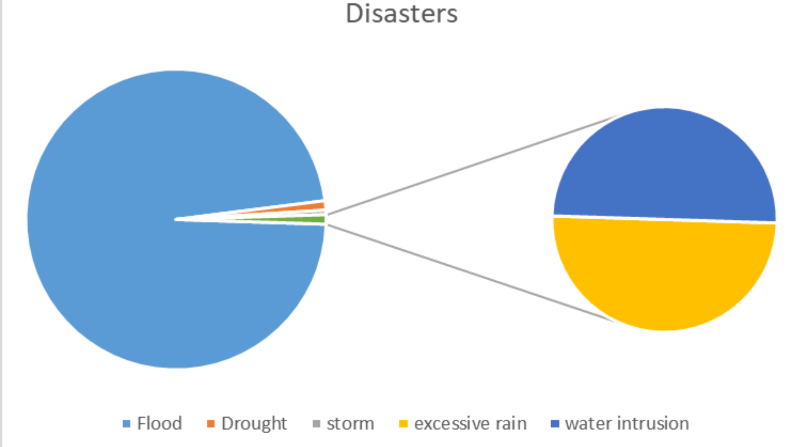 Disasters
Flood Drought storm excessive rain water intrusion